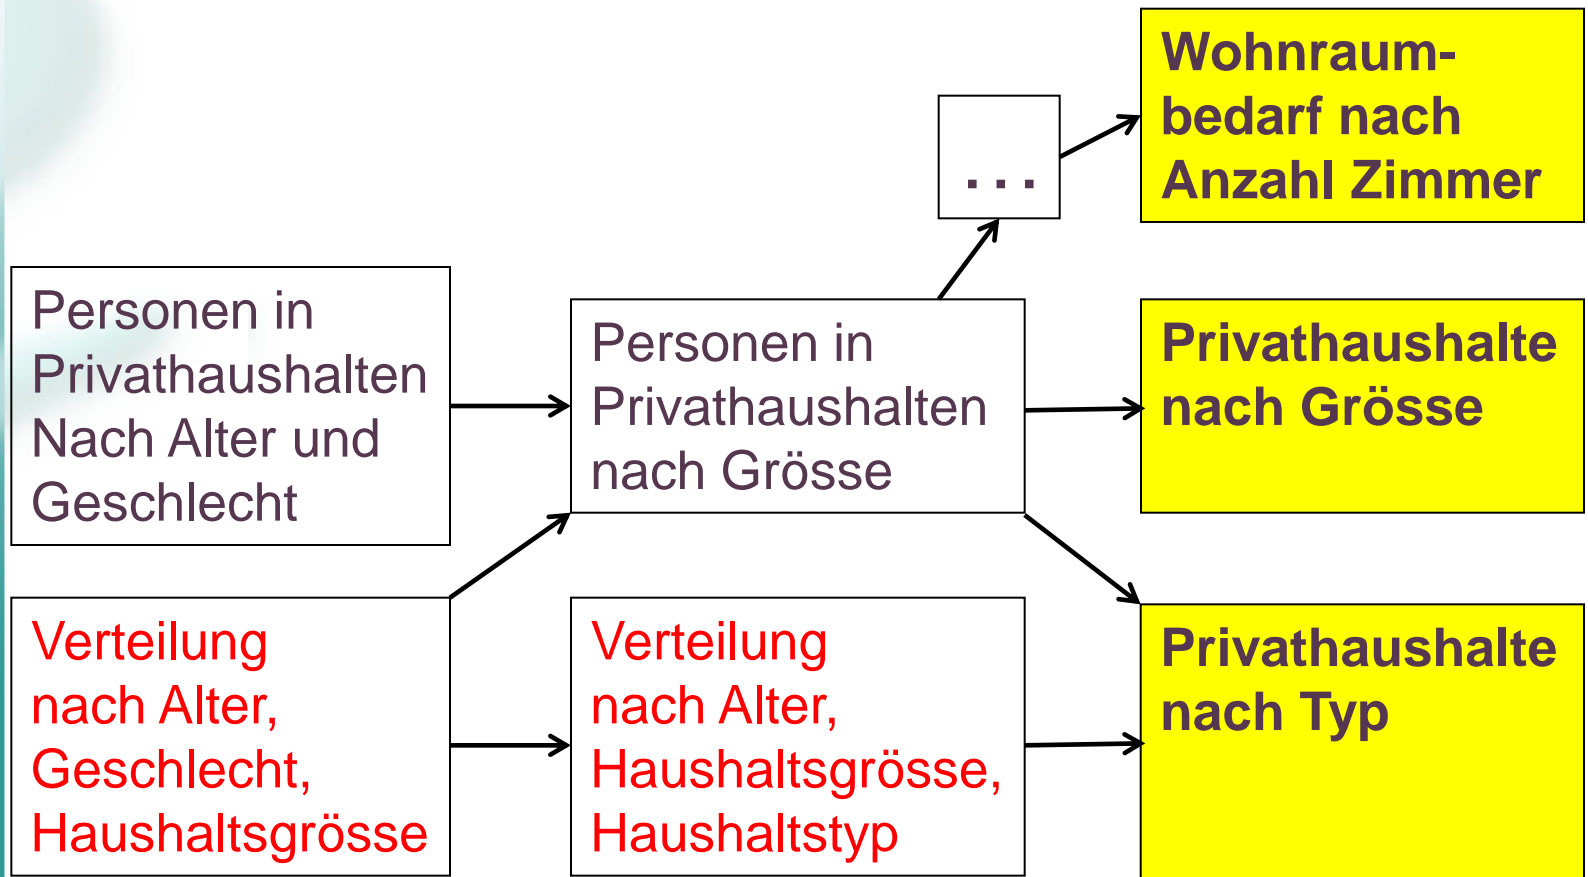 Wohnraum-
bedarf nach
Anzahl Zimmer
...
Personen in
Privathaushalten
Nach Alter und
Geschlecht
Personen in
Privathaushalten
nach Grösse
Privathaushalte
nach Grösse
Verteilung
nach Alter,
Geschlecht,
Haushaltsgrösse
Verteilung
nach Alter,
Haushaltsgrösse,
Haushaltstyp
Privathaushalte
nach Typ